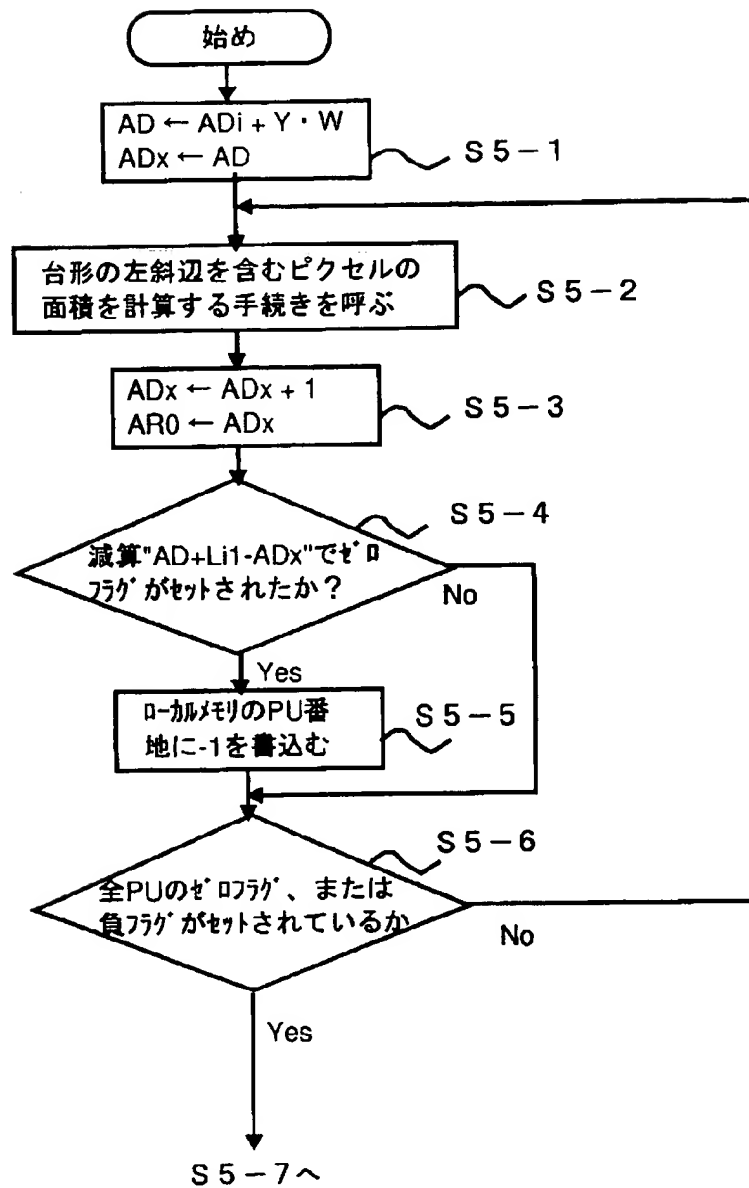 始め
AD ← ADi + Y・W
ADx ← AD
S5-1
台形の左斜辺を含むピクセルの
面積を計算する手続きを呼ぶ
S5-2
ADx ← ADx + 1
AR0 ← ADx
S5-3
S5-4
減算"AD+Li1-ADx"でｾﾞﾛ
ﾌﾗｸﾞがｾｯﾄされたか？
No
Yes
ﾛｰｶﾙﾒﾓﾘのPU番
地に-1を書込む
S5-5
S5-6
全PUのｾﾞﾛﾌﾗｸﾞ、または
負ﾌﾗｸﾞがｾｯﾄされているか
No
Yes
S5-7へ